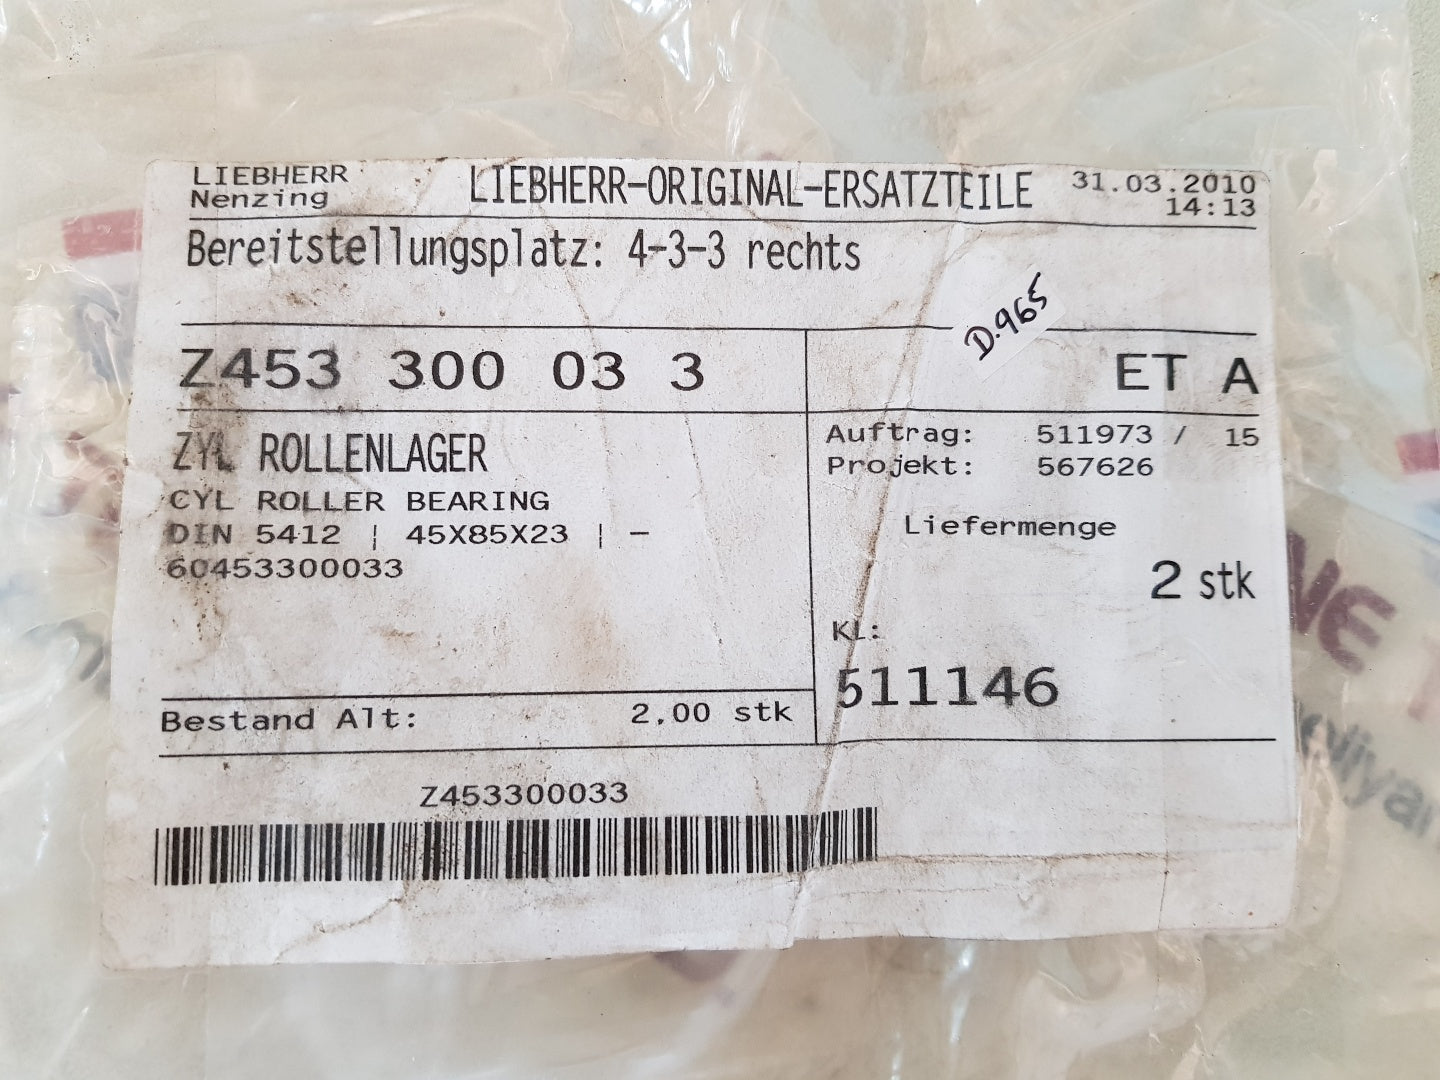 LIEBHERR
Nenzing
LIEBHERR-ORIGINAL-ERSATZTEILE
31.03.2010
14:13
Bereitstellungsplatz: 4-3-3 rechts
D.965
Z453 300 03 3
ET A
ZYL ROLLENLAGER
CYL ROLLER BEARING
DIN 5412 | 45X85X23 | -
60453300033
Auftrag: 511973 / 15
Projekt: 567626
Liefermenge
2 stk
KL:
511146
Bestand Alt: 2,00 stk
Z453300033